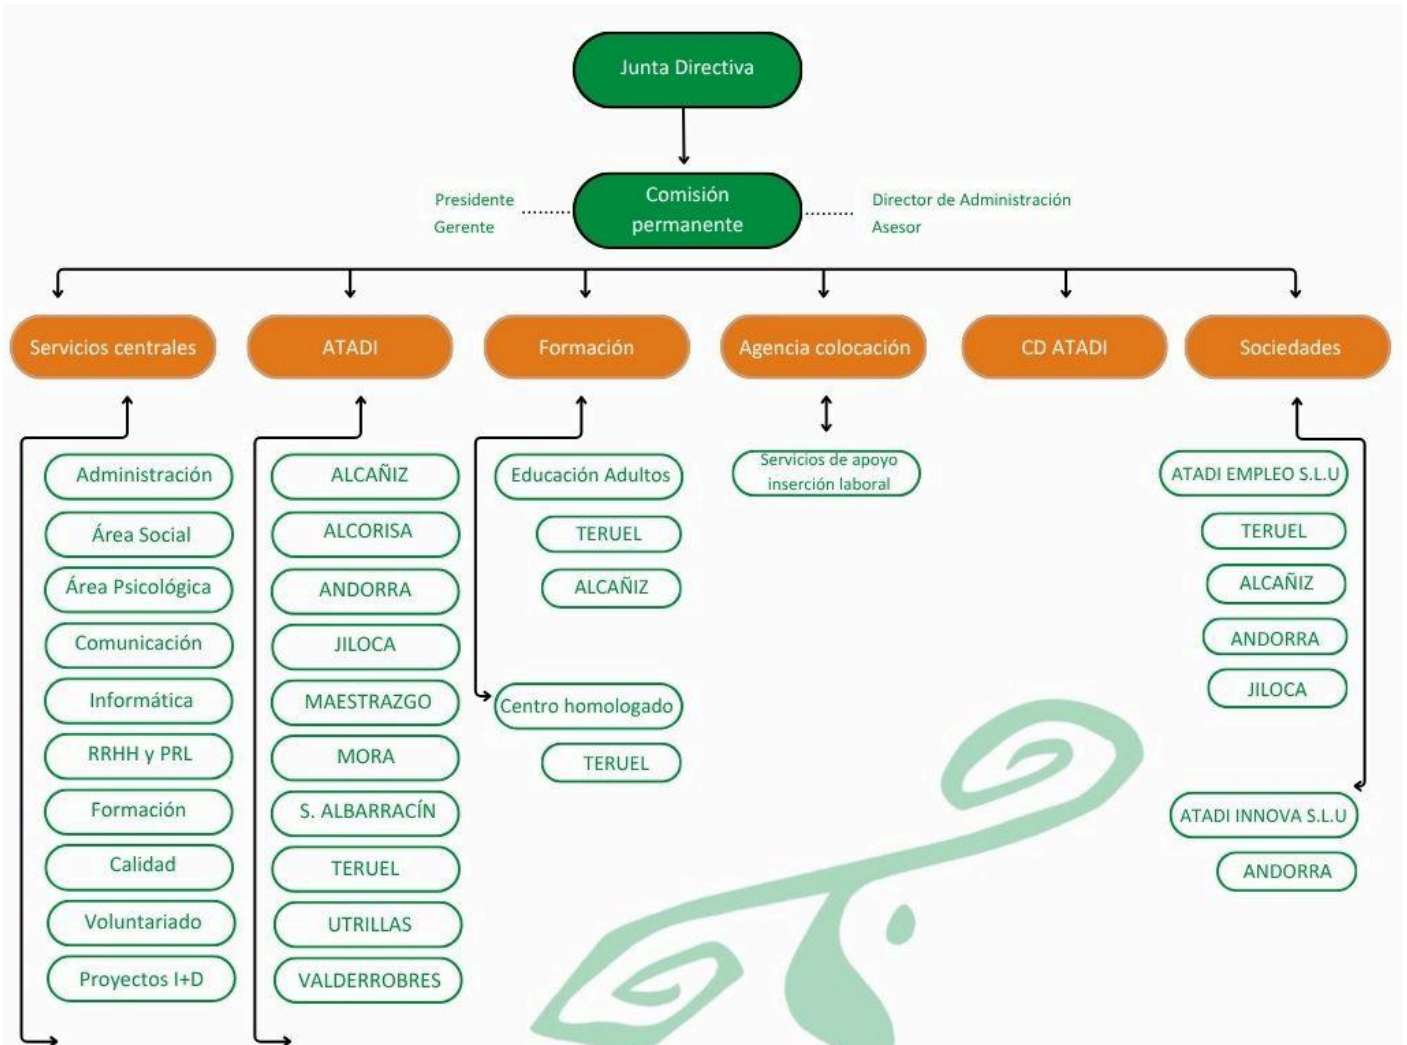 Junta Directiva
Presidente
Gerente
Comisión
permanente
Director de Administración
Asesor
Servicios centrales
ATADI
Formación
Agencia colocación
CD ATADI
Sociedades
Administración
Área Social
Área Psicológica
Comunicación
Informática
RRHH y PRL
Formación
Calidad
Voluntariado
Proyectos I+D
ALCAÑIZ
ALCORISA
ANDORRA
JILOCA
MAESTRAZGO
MORA
S. ALBARRACÍN
TERUEL
UTRILLAS
VALDERROBRES
Educación Adultos
TERUEL
ALCAÑIZ
Centro homologado
TERUEL
Servicios de apoyo
inserción laboral
ATADI EMPLEO S.L.U
TERUEL
ALCAÑIZ
ANDORRA
JILOCA
ATADI INNOVA S.L.U
ANDORRA